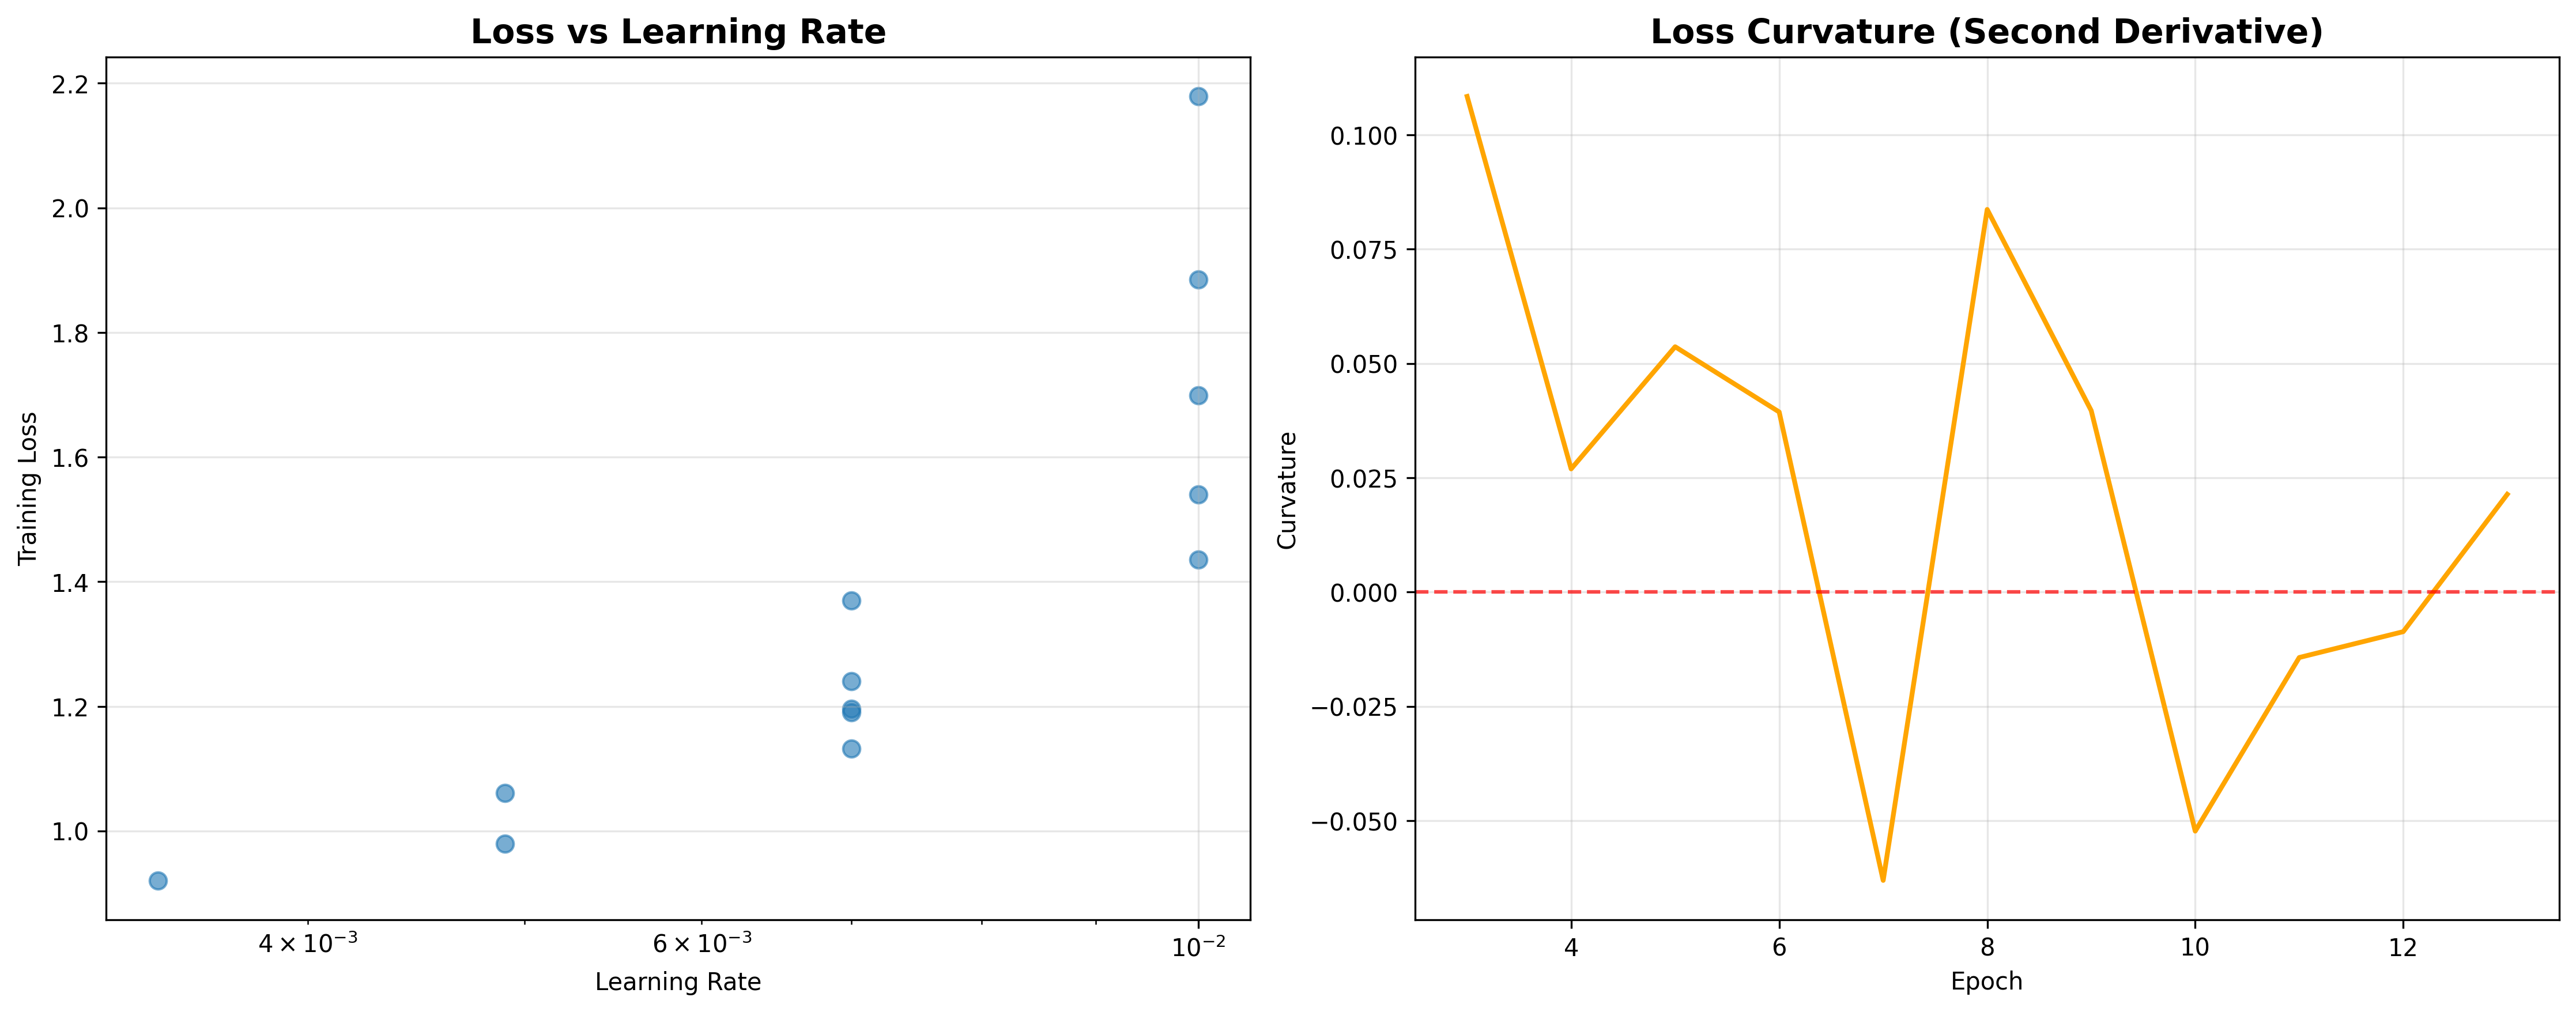 Loss vs Learning Rate
2.2
2.0
1.8
1.6
1.4
1.2
1.0
Training Loss
4 × 10⁻³
6 × 10⁻³
10⁻²
Learning Rate
Loss Curvature (Second Derivative)
0.100
0.075
0.050
0.025
0.000
−0.025
−0.050
Curvature
4
6
8
10
12
Epoch